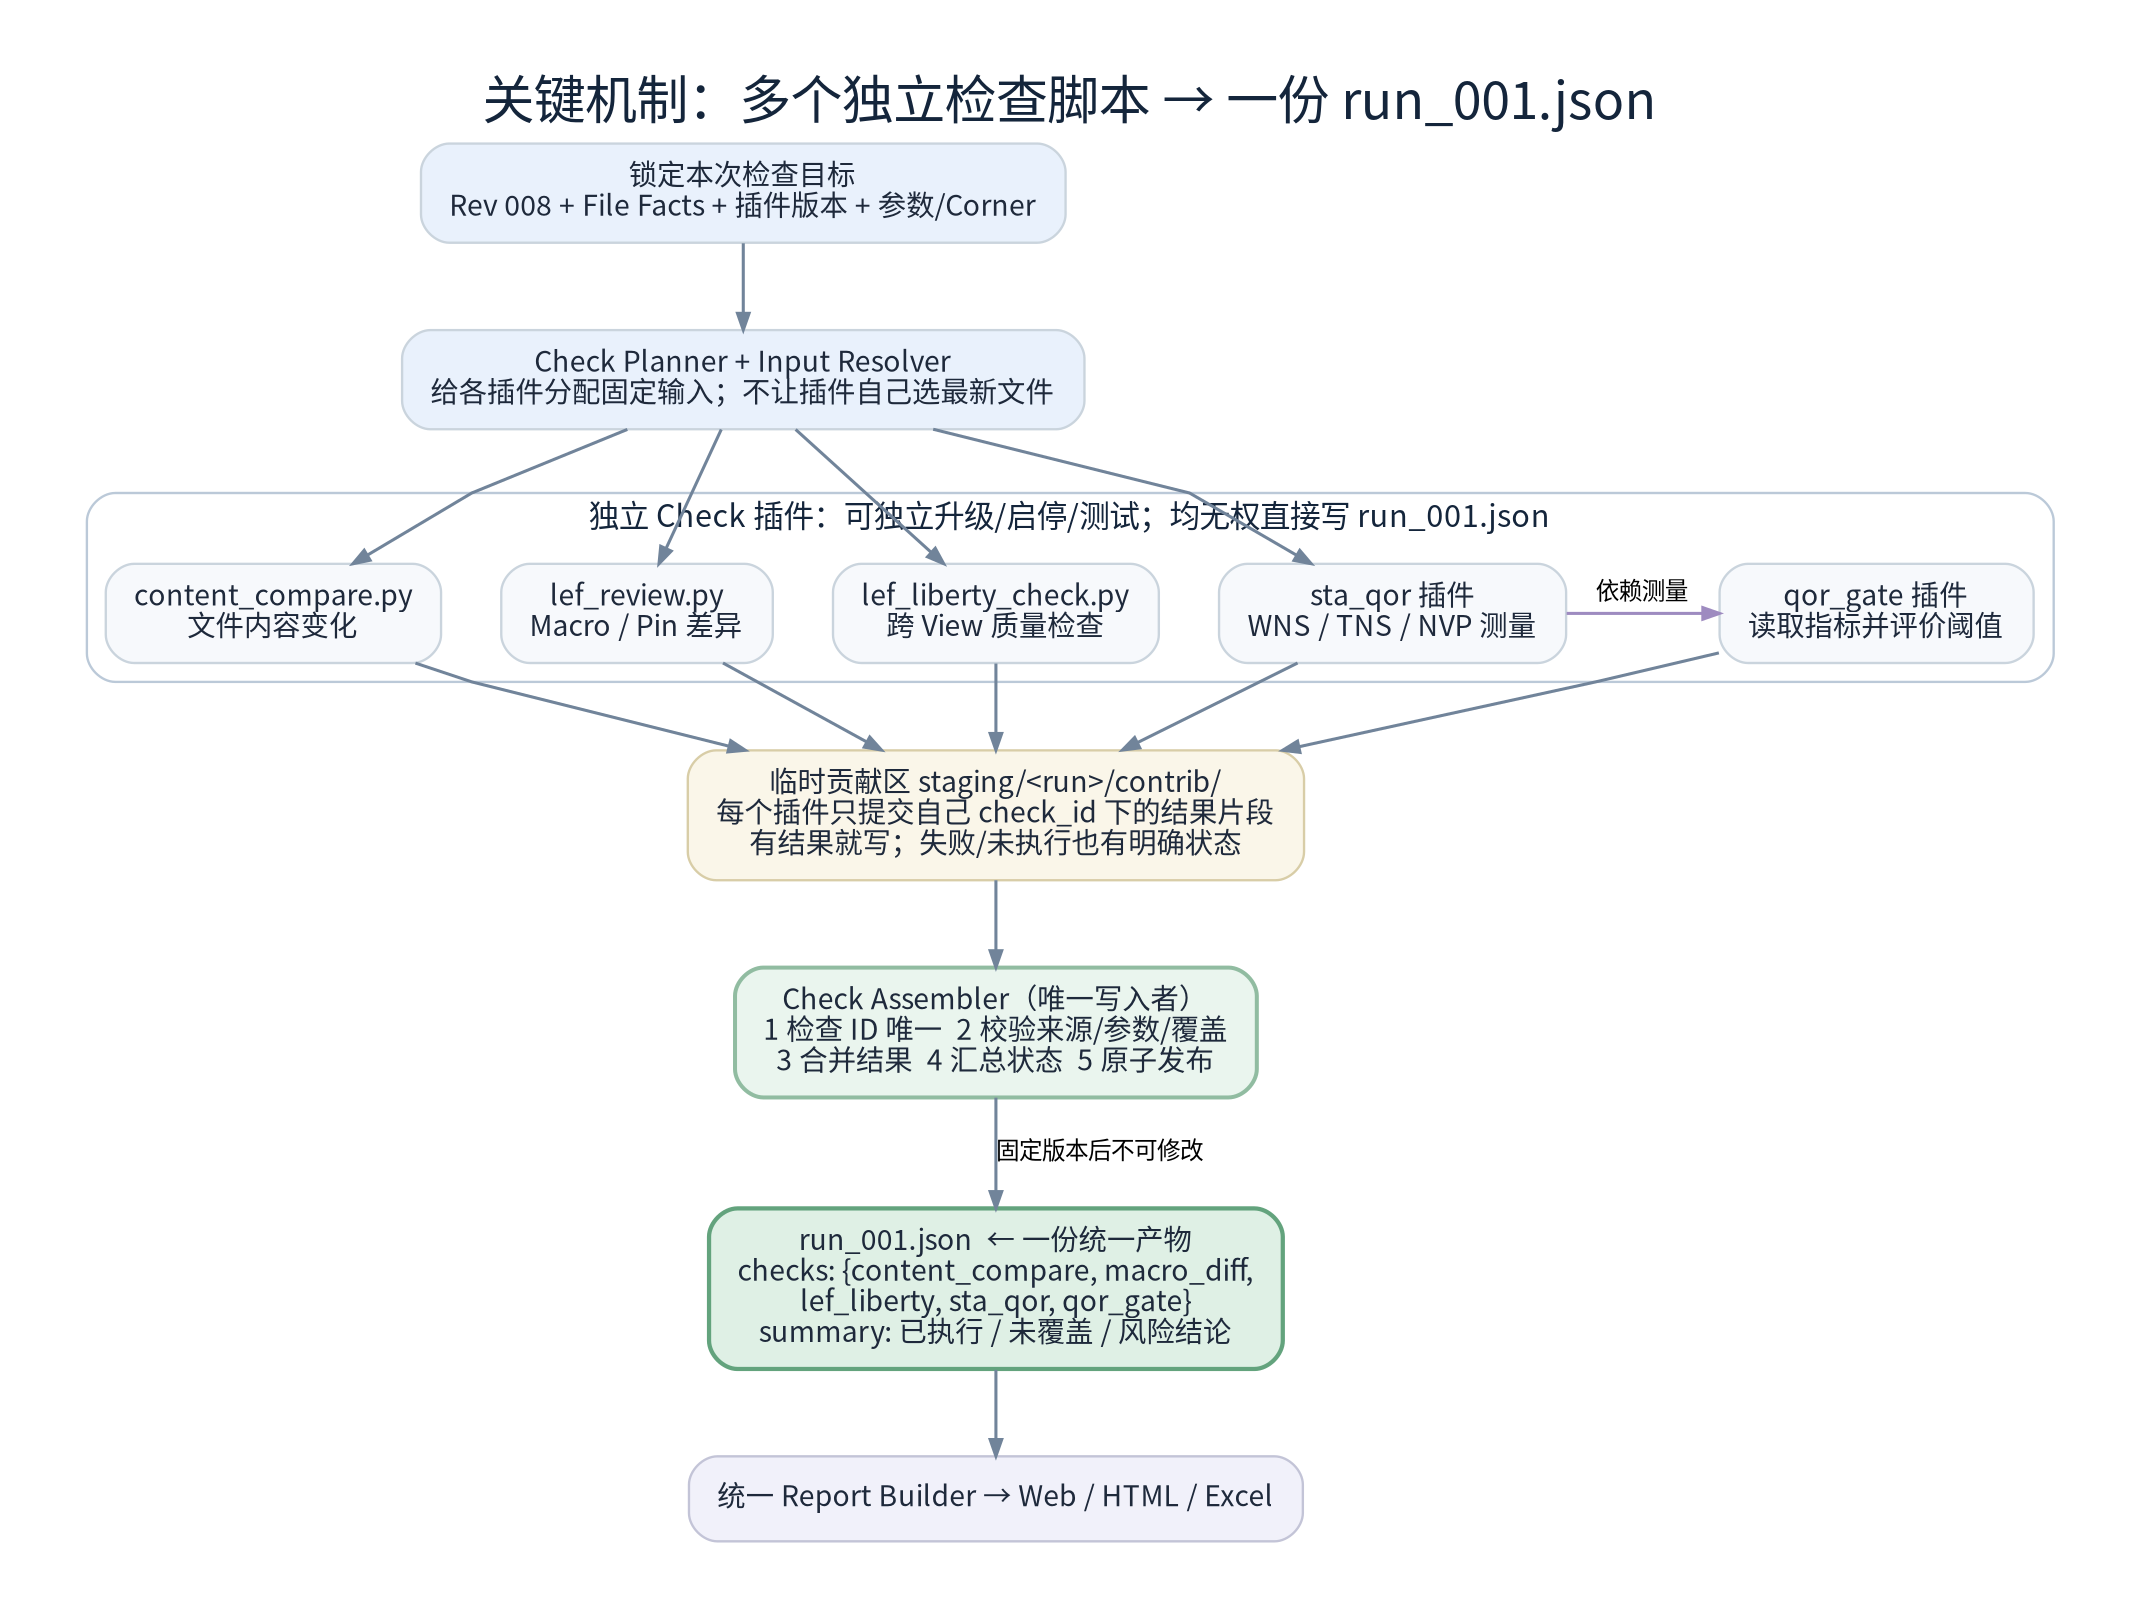 关键机制：多个独立检查脚本 → 一份 run_001.json
锁定本次检查目标
Rev 008 + File Facts + 插件版本 + 参数/Corner
Check Planner + Input Resolver
给各插件分配固定输入；不让插件自己选最新文件
独立 Check 插件：可独立升级/启停/测试；均无权直接写 run_001.json
content_compare.py
文件内容变化
lef_review.py
Macro / Pin 差异
lef_liberty_check.py
跨 View 质量检查
sta_qor 插件
WNS / TNS / NVP 测量
依赖测量
qor_gate 插件
读取指标并评价阈值
临时贡献区 staging/<run>/contrib/
每个插件只提交自己 check_id 下的结果片段
有结果就写；失败/未执行也有明确状态
Check Assembler（唯一写入者）
1 检查 ID 唯一  2 校验来源/参数/覆盖
3 合并结果  4 汇总状态  5 原子发布
固定版本后不可修改
run_001.json  ← 一份统一产物
checks: {content_compare, macro_diff,
lef_liberty, sta_qor, qor_gate}
summary: 已执行 / 未覆盖 / 风险结论
统一 Report Builder → Web / HTML / Excel